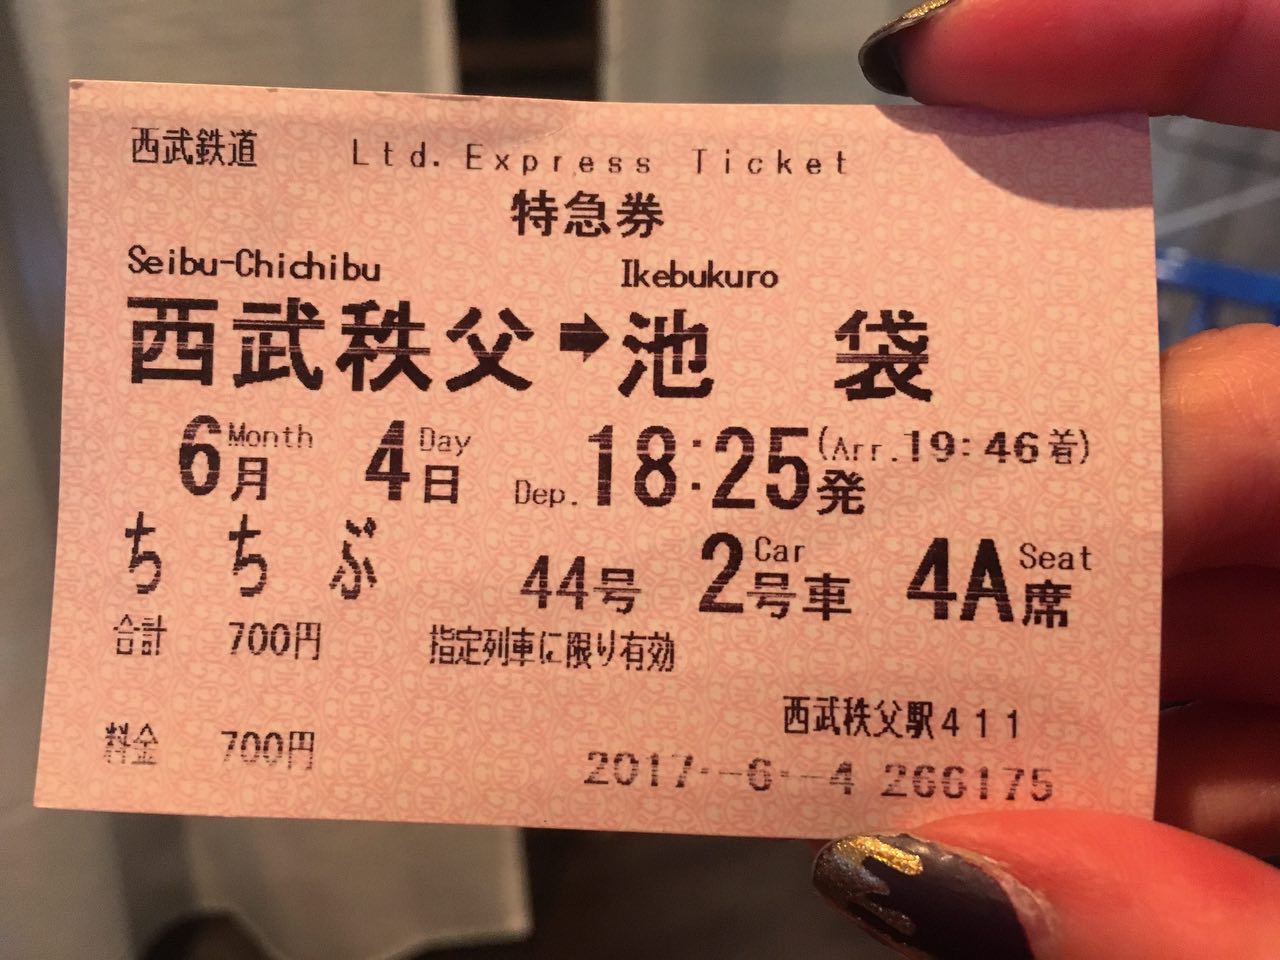 西武鉄道 Ltd. Express Ticket
特急券
Seibu-Chichibu Ikebukuro
西武秩父➡池袋
6Month月 4Day日 Dep.18:25発(Arr.19:46着)
ちちぶ 44号 2Car号車 4ASeat席
合計 700円 指定列車に限り有効
西武秩父駅411
料金 700円
2017.-6.-4 266175